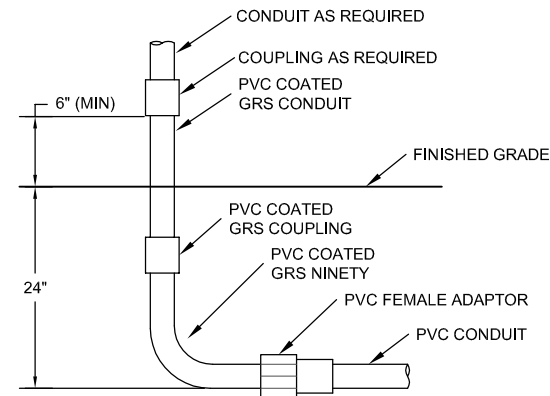 CONDUIT AS REQUIRED
COUPLING AS REQUIRED
PVC COATED
GRS CONDUIT
6" (MIN)
FINISHED GRADE
PVC COATED
GRS COUPLING
PVC COATED
GRS NINETY
24"
PVC FEMALE ADAPTOR
PVC CONDUIT